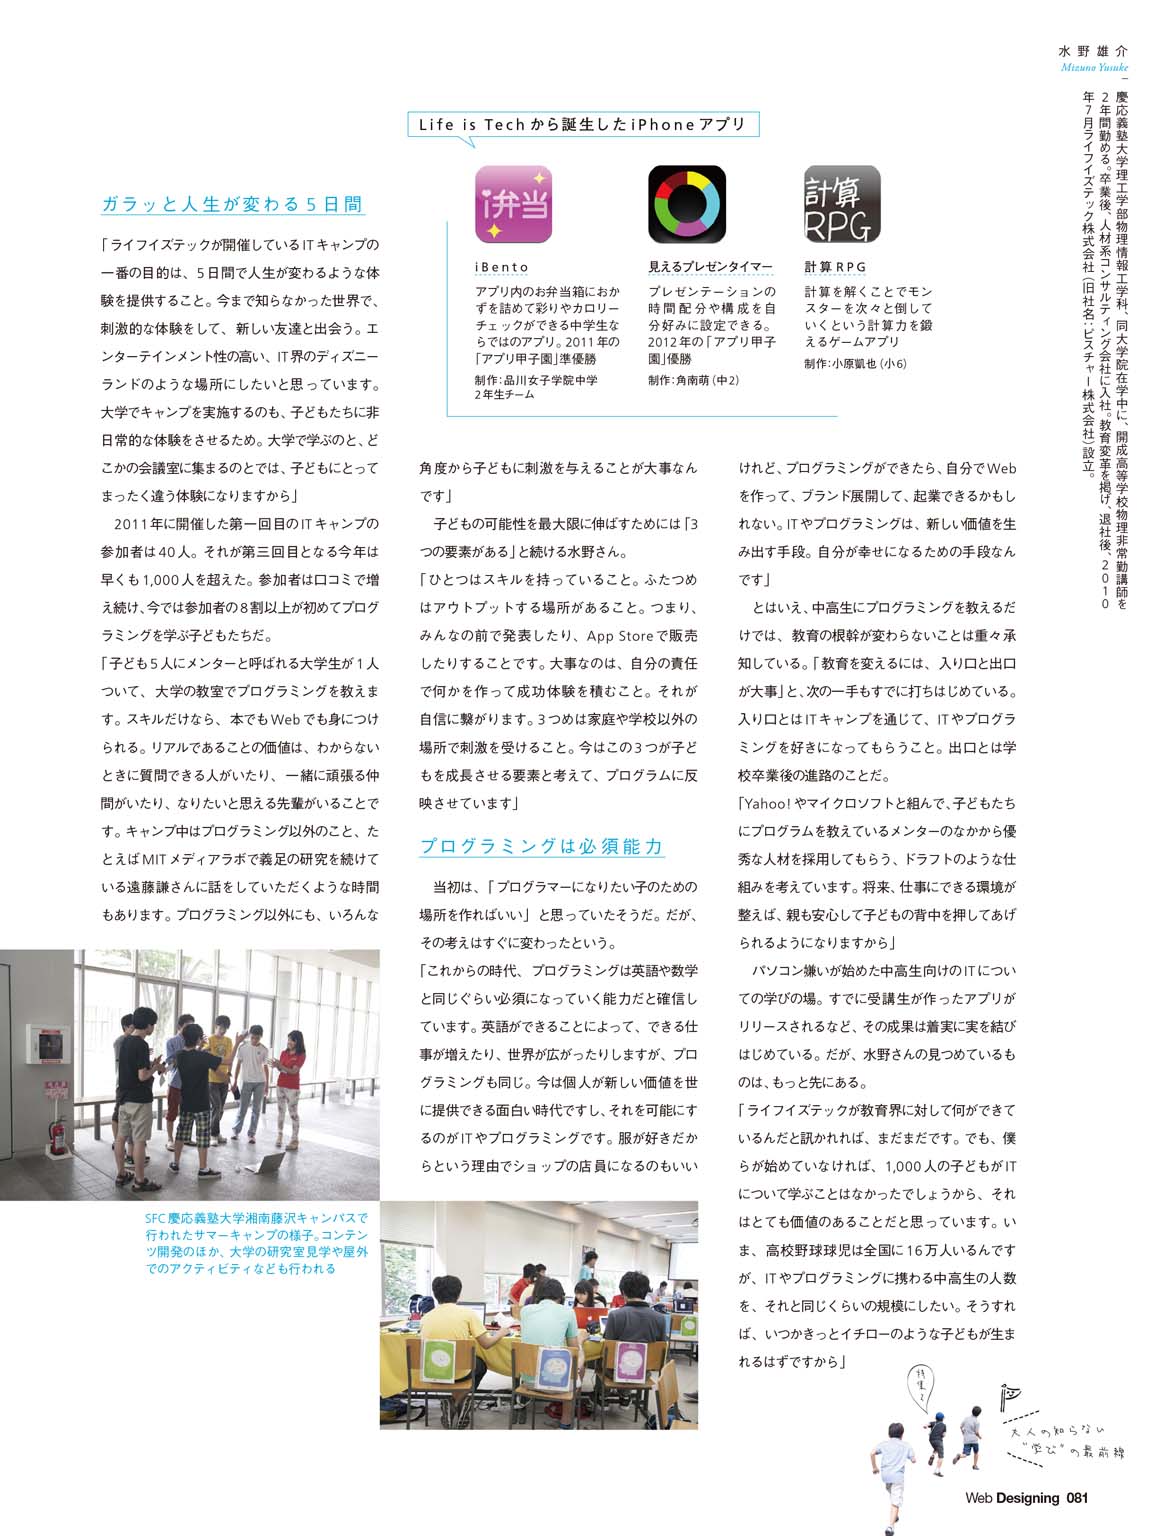 水野雄介
Mizuno Yusuke
慶応義塾大学理工学部物理情報工学科、同大学院在学中に、開成高等学校物理非常勤講師を
2年間勤める。卒業後、人材系コンサルティング会社に入社。教育変革を掲げ、退社後、2010
年7月ライフイズテック株式会社（旧社名：ピスチャー株式会社）設立。
Life is Techから誕生したiPhoneアプリ
i弁当
iBento
アプリ内のお弁当箱におか
ずを詰めて彩りやカロリー
チェックができる中学生な
らではのアプリ。2011年の
「アプリ甲子園」準優勝
制作：品川女子学院中学
2年生チーム
見えるプレゼンタイマー
プレゼンテーションの
時間配分や構成を自
分好みに設定できる。
2012年の「アプリ甲子
園」優勝
制作：角南萌（中2）
計算
RPG
計算RPG
計算を解くことでモン
スターを次々と倒して
いくという計算力を鍛
えるゲームアプリ
制作：小原凱也（小6）
ガラッと人生が変わる5日間
「ライフイズテックが開催しているITキャンプの
一番の目的は、5日間で人生が変わるような体
験を提供すること。今まで知らなかった世界で、
刺激的な体験をして、新しい友達と出会う。エ
ンターテインメント性の高い、IT界のディズニー
ランドのような場所にしたいと思っています。
大学でキャンプを実施するのも、子どもたちに非
日常的な体験をさせるため。大学で学ぶのと、ど
こかの会議室に集まるのとでは、子どもにとって
まったく違う体験になりますから」
　2011年に開催した第一回目のITキャンプの
参加者は40人。それが第三回目となる今年は
早くも1,000人を超えた。参加者は口コミで増
え続け、今では参加者の8割以上が初めてプログ
ラミングを学ぶ子どもたちだ。
「子ども5人にメンターと呼ばれる大学生が1人
ついて、大学の教室でプログラミングを教えま
す。スキルだけなら、本でもWebでも身につけ
られる。リアルであることの価値は、わからない
ときに質問できる人がいたり、一緒に頑張る仲
間がいたり、なりたいと思える先輩がいることで
す。キャンプ中はプログラミング以外のこと、た
とえばMITメディアラボで義足の研究を続けて
いる遠藤謙さんに話をしていただくような時間
もあります。プログラミング以外にも、いろんな
角度から子どもに刺激を与えることが大事なん
です」
　子どもの可能性を最大限に伸ばすためには「3
つの要素がある」と続ける水野さん。
「ひとつはスキルを持っていること。ふたつめ
はアウトプットする場所があること。つまり、
みんなの前で発表したり、App Storeで販売
したりすることです。大事なのは、自分の責任
で何かを作って成功体験を積むこと。それが
自信に繋がります。3つめは家庭や学校以外の
場所で刺激を受けること。今はこの3つが子ど
もを成長させる要素と考えて、プログラムに反
映させています」
プログラミングは必須能力
　当初は、「プログラマーになりたい子のための
場所を作ればいい」と思っていたそうだ。だが、
その考えはすぐに変わったという。
「これからの時代、プログラミングは英語や数学
と同じぐらい必須になっていく能力だと確信し
ています。英語ができることによって、できる仕
事が増えたり、世界が広がったりしますが、プロ
グラミングも同じ。今は個人が新しい価値を世
に提供できる面白い時代ですし、それを可能にす
るのがITやプログラミングです。服が好きだか
らという理由でショップの店員になるのもいい
けれど、プログラミングができたら、自分でWeb
を作って、ブランド展開して、起業できるかもし
れない。ITやプログラミングは、新しい価値を生
み出す手段。自分が幸せになるための手段なん
です」
　とはいえ、中高生にプログラミングを教えるだ
けでは、教育の根幹が変わらないことは重々承
知している。「教育を変えるには、入り口と出口
が大事」と、次の一手もすでに打ちはじめている。
入り口とはITキャンプを通じて、ITやプログラ
ミングを好きになってもらうこと。出口とは学
校卒業後の進路のことだ。
「Yahoo!やマイクロソフトと組んで、子どもたち
にプログラムを教えているメンターのなかから優
秀な人材を採用してもらう、ドラフトのような仕
組みを考えています。将来、仕事にできる環境が
整えば、親も安心して子どもの背中を押してあげ
られるようになりますから」
　パソコン嫌いが始めた中高生向けのITについ
ての学びの場。すでに受講生が作ったアプリが
リリースされるなど、その成果は着実に実を結び
はじめている。だが、水野さんの見つめているも
のは、もっと先にある。
「ライフイズテックが教育界に対して何ができて
いるんだと訊かれれば、まだまだです。でも、僕
らが始めていなければ、1,000人の子どもがIT
について学ぶことはなかったでしょうから、それ
はとても価値のあることだと思っています。い
ま、高校野球球児は全国に16万人いるんです
が、ITやプログラミングに携わる中高生の人数
を、それと同じくらいの規模にしたい。そうすれ
ば、いつかきっとイチローのような子どもが生ま
れるはずですから」
SFC慶応義塾大学湘南藤沢キャンパスで
行われたサマーキャンプの様子。コンテン
ツ開発のほか、大学の研究室見学や屋外
でのアクティビティなども行われる
特集2
大人の知らない
“学び”の最前線
Web Designing 081